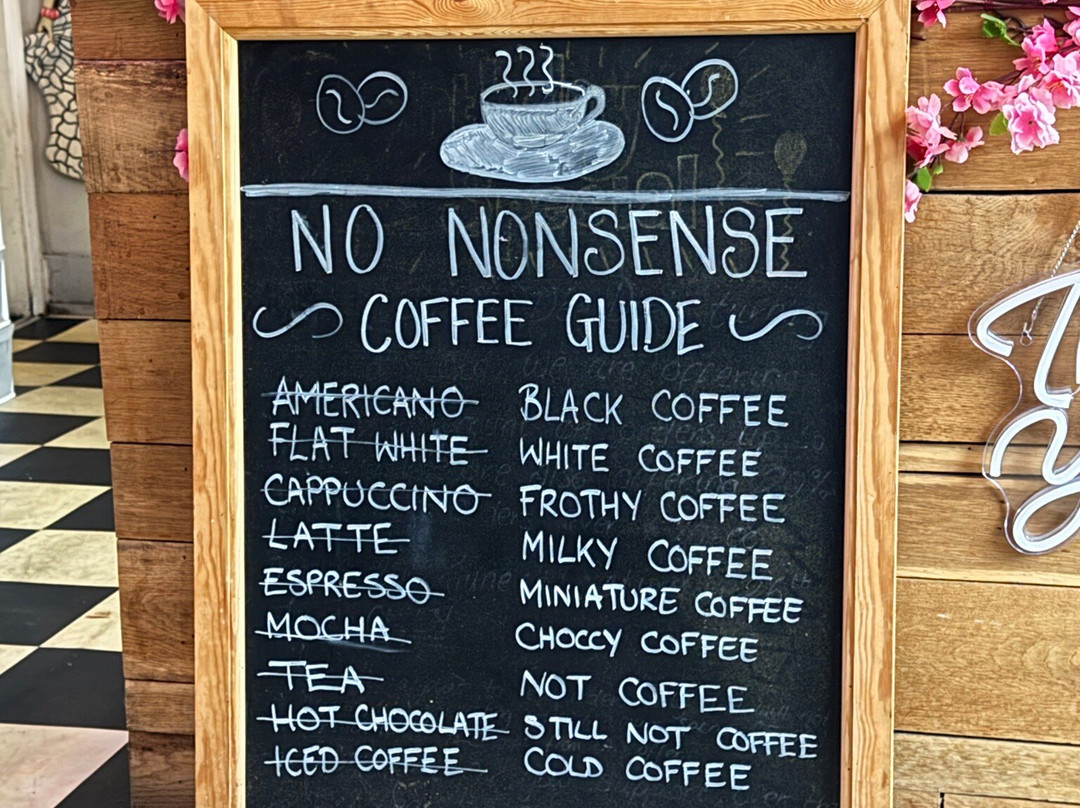 NO NONSENSE
COFFEE GUIDE
AMERICANO BLACK COFFEE
FLAT WHITE WHITE COFFEE
CAPPUCCINO FROTHY COFFEE
LATTE MILKY COFFEE
ESPRESSO MINIATURE COFFEE
MOCHA CHOCCY COFFEE
TEA NOT COFFEE
HOT CHOCOLATE STILL NOT COFFEE
ICED COFFEE COLD COFFEE